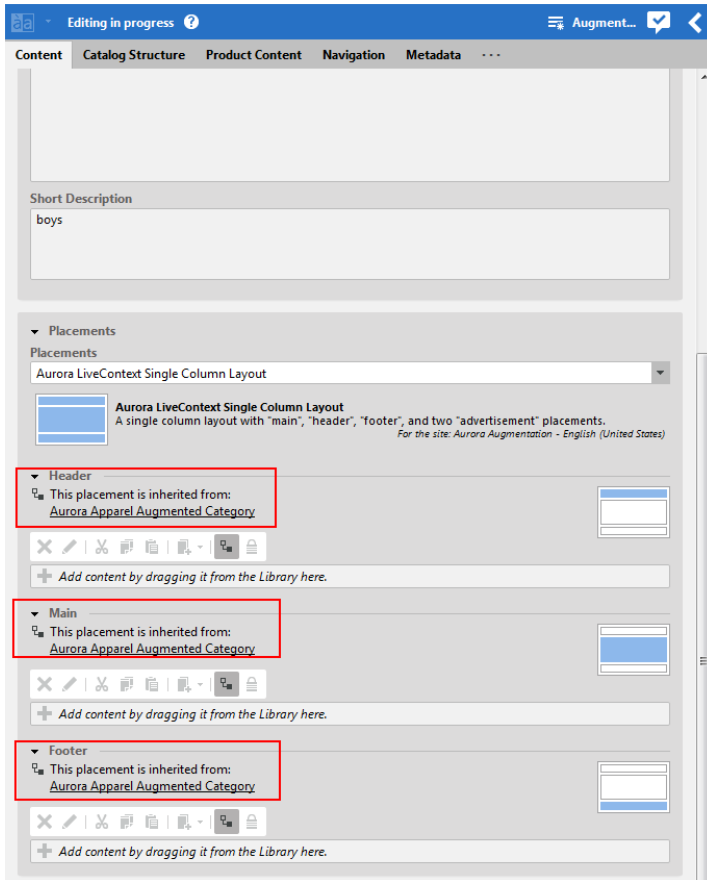 Editing in progress
Augment...
Content Catalog Structure Product Content Navigation Metadata ...
Short Description
boys
Placements
Placements
Aurora LiveContext Single Column Layout
Aurora LiveContext Single Column Layout
A single column layout with "main", "header", "footer", and two "advertisement" placements.
For the site: Aurora Augmentation - English (United States)
Header
This placement is inherited from:
Aurora Apparel Augmented Category
Add content by dragging it from the Library here.
Main
This placement is inherited from:
Aurora Apparel Augmented Category
Add content by dragging it from the Library here.
Footer
This placement is inherited from:
Aurora Apparel Augmented Category
Add content by dragging it from the Library here.